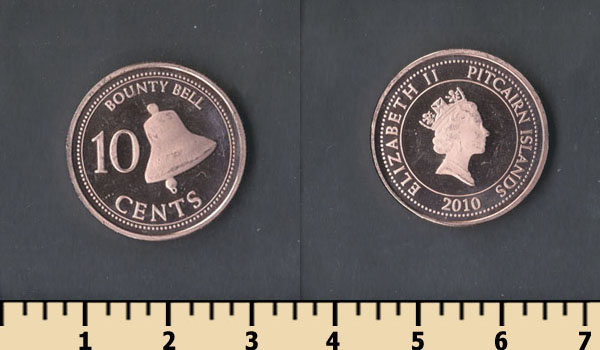 BOUNTY BELL
10
CENTS
ELIZABETH II PITCAIRN ISLANDS
2010
1 2 3 4 5 6 7